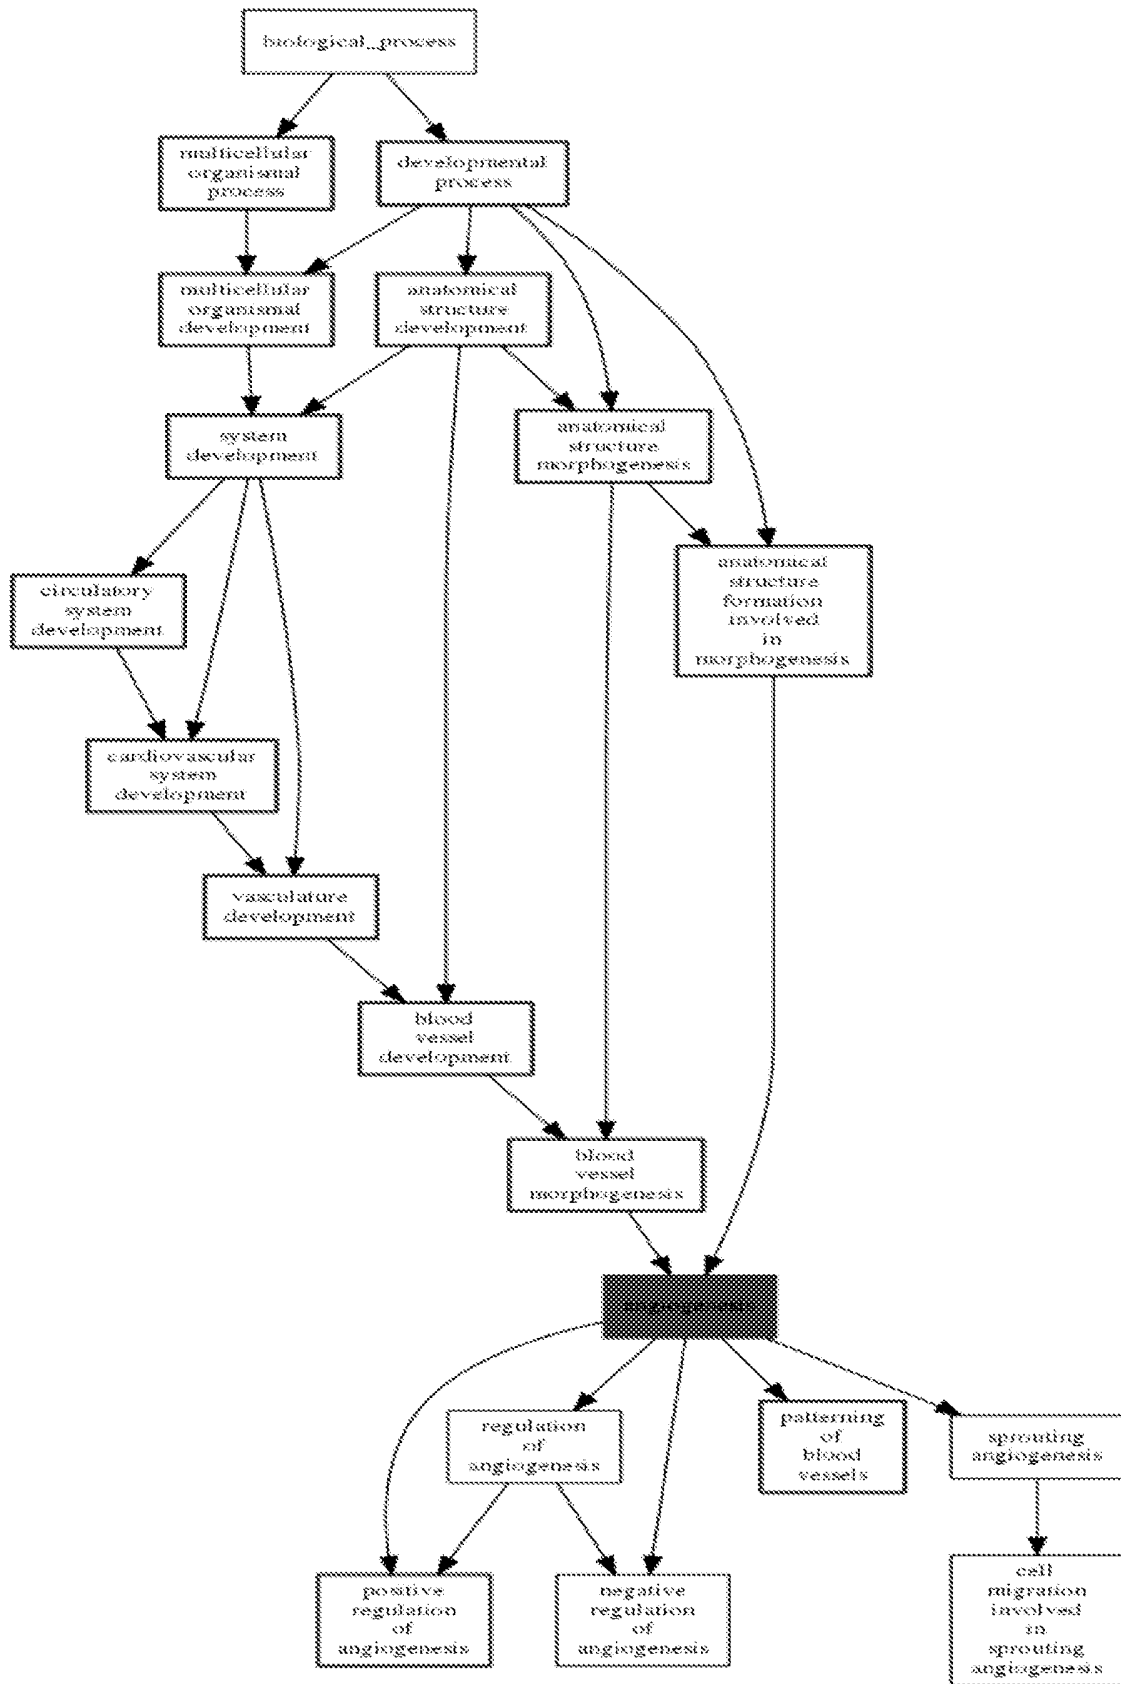 biological_process
multicellular
organismal
process
developmental
process
multicellular
organismal
development
anatomical
structure
development
system
development
anatomical
structure
morphogenesis
circulatory
system
development
anatomical
structure
formation
involved
in
morphogenesis
cardiovascular
system
development
vasculature
development
blood
vessel
development
blood
vessel
morphogenesis
regulation
of
angiogenesis
patterning
of
blood
vessels
sprouting
angiogenesis
positive
regulation
of
angiogenesis
negative
regulation
of
angiogenesis
cell
migration
involved
in
sprouting
angiogenesis